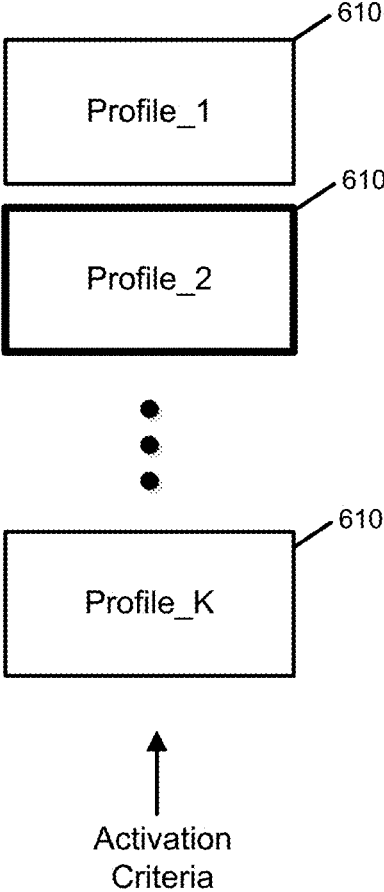 610
Profile_1
610
Profile_2
610
Profile_K
Activation
Criteria